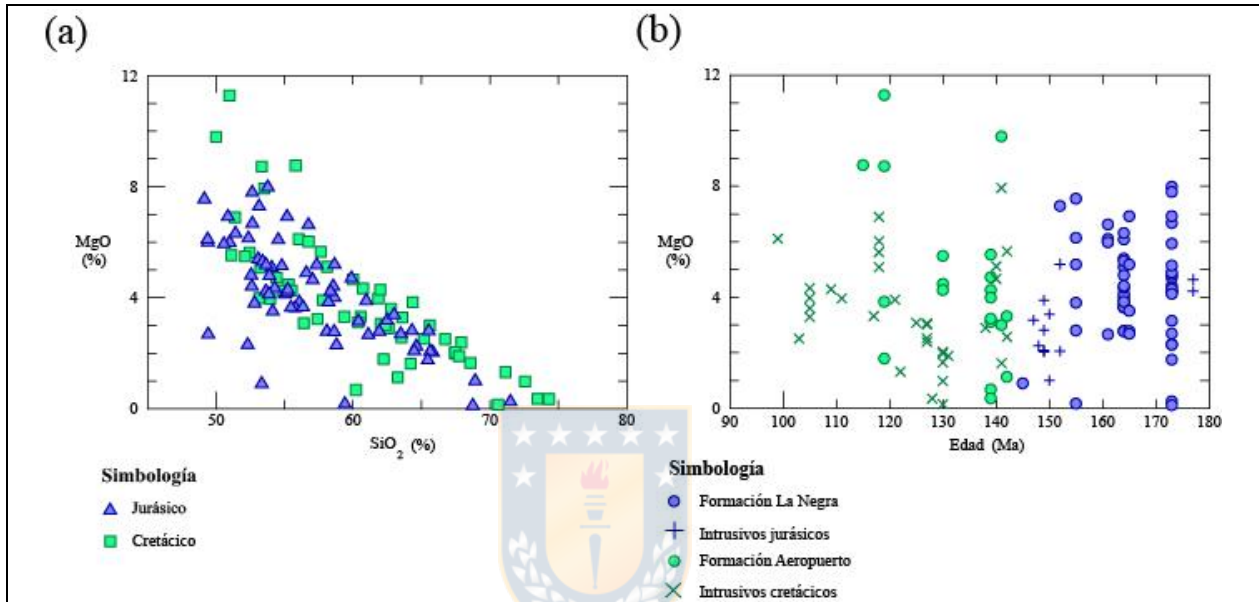 (a)
12
8
MgO
(%)
4
0
50
60
70
80
SiO2 (%)
Simbología
Jurásico
Cretácico
(b)
12
8
MgO
(%)
4
0
90
100
110
120
130
140
150
160
170
180
Edad (Ma)
Simbología
Formación La Negra
Intrusivos jurásicos
Formación Aeropuerto
Intrusivos cretácicos